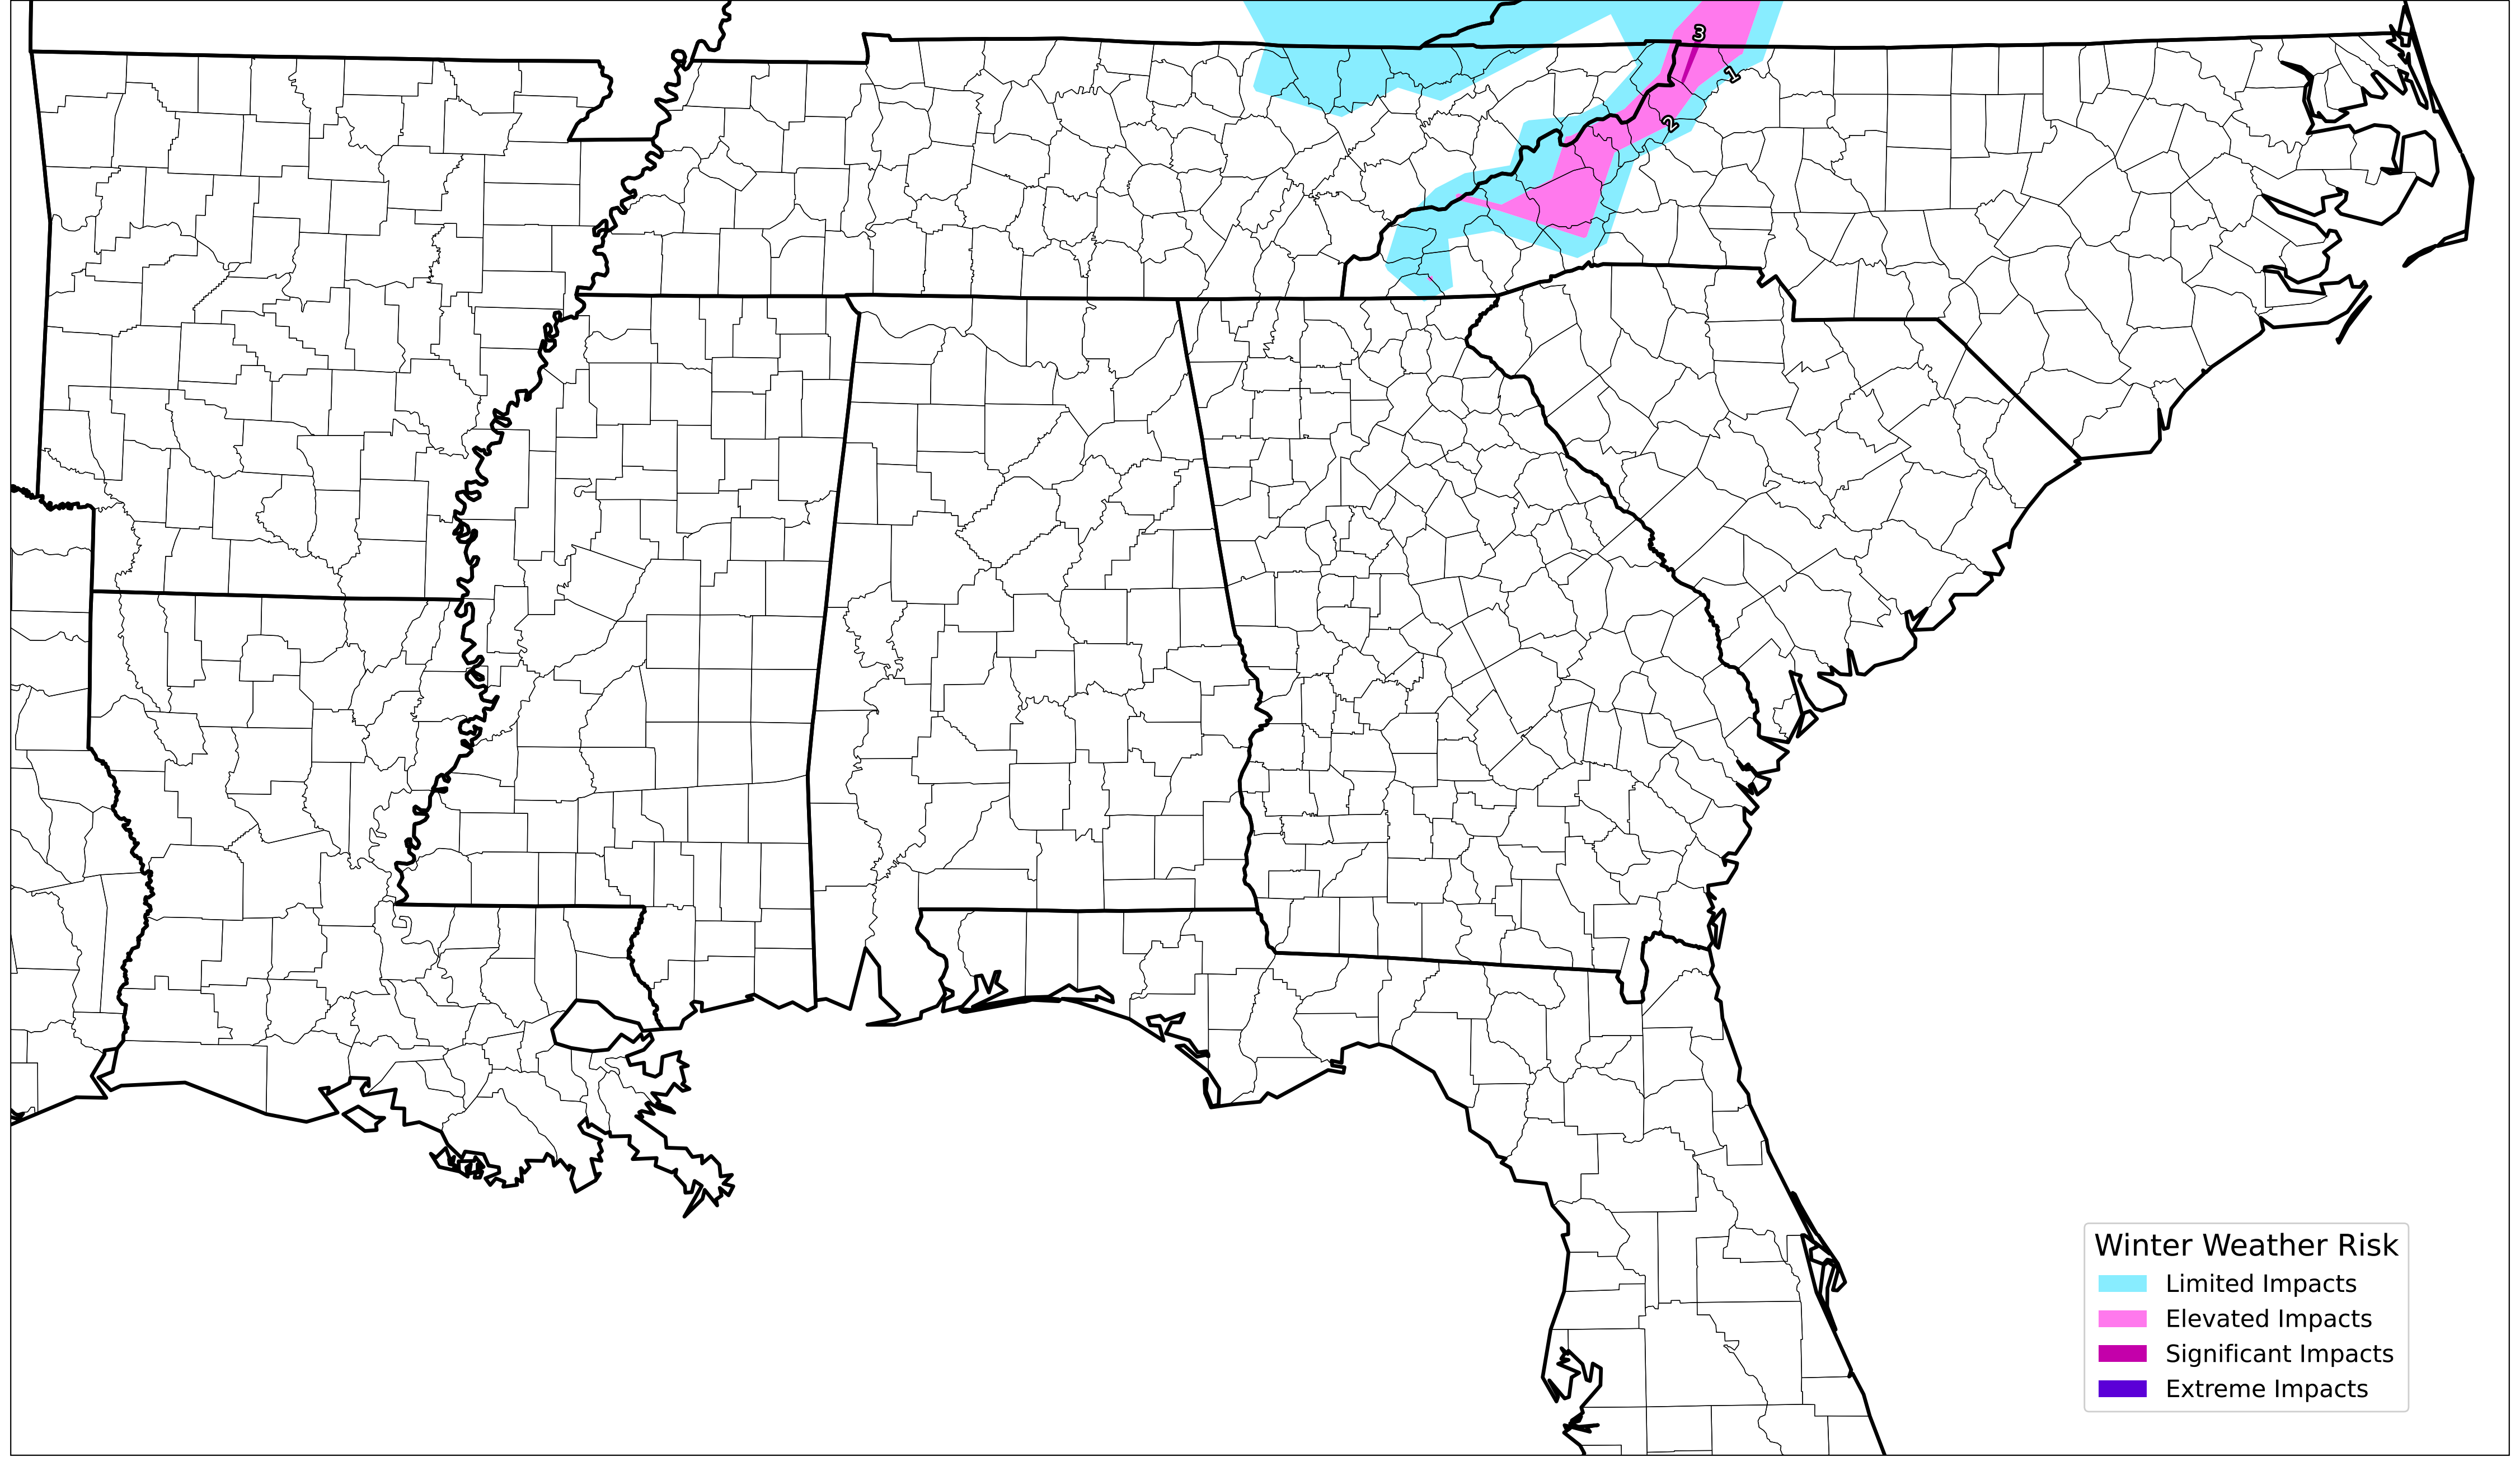 3
1
2
Winter Weather Risk
Limited Impacts
Elevated Impacts
Significant Impacts
Extreme Impacts